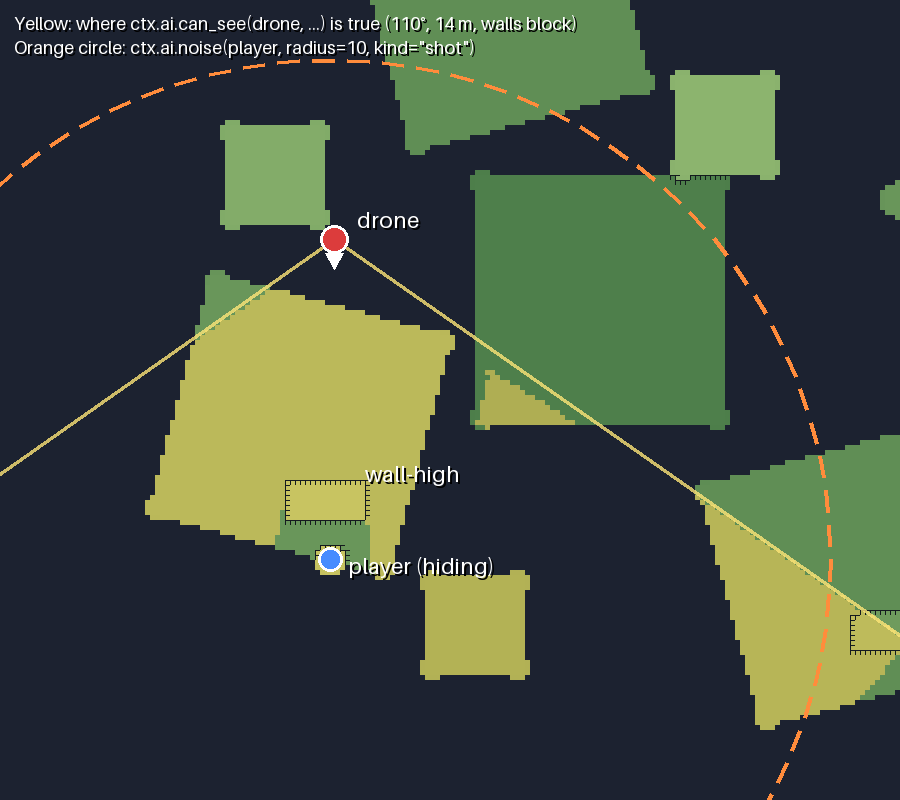 Yellow: where ctx.ai.can_see(drone, ...) is true (110°, 14 m, walls block)
Orange circle: ctx.ai.noise(player, radius=10, kind="shot")
drone
wall-high
player (hiding)